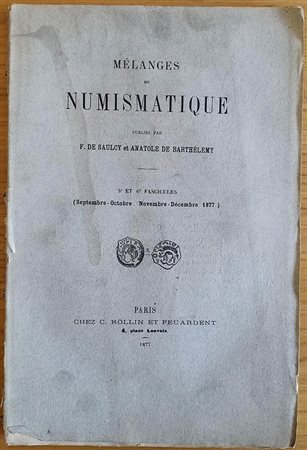 MÉLANGES
DE
NUMISMATIQUE
PUBLIÉS PAR
F. DE SAULCY et ANATOLE DE BARTHÉLEMY
5e ET 6e FASCICULES
(Septembre-Octobre, Novembre-Décembre 1877.)
PARIS
CHEZ C. ROLLIN ET FEUARDENT
4, place Louvois.
1877